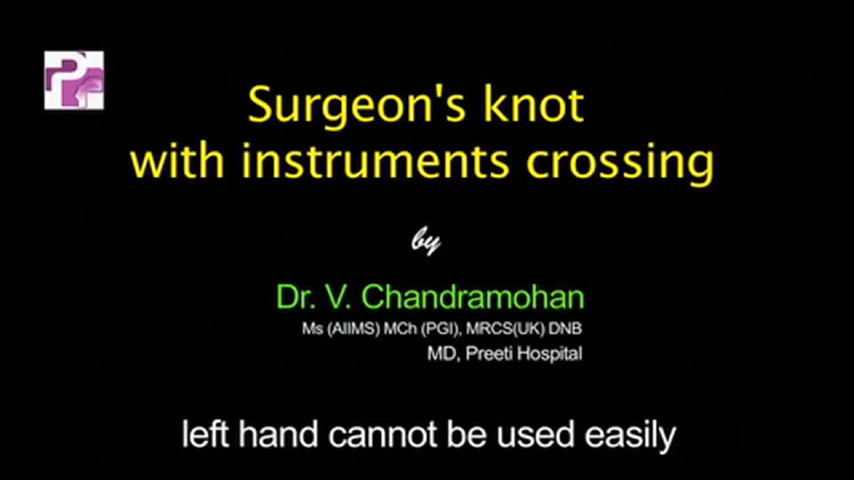 Surgeon's knot
with instruments crossing
by
Dr. V. Chandramohan
Ms (AIIMS) MCh (PGI), MRCS(UK) DNB
MD, Preeti Hospital
left hand cannot be used easily